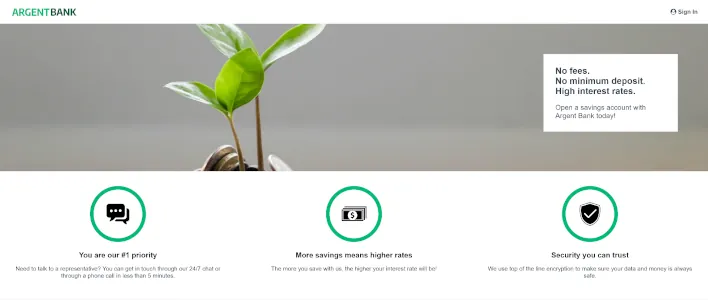 ARGENTBANK
Sign In
No fees.
No minimum deposit.
High interest rates.
Open a savings account with
Argent Bank today!
You are our #1 priority
Need to talk to a representative? You can get in touch through our 24/7 chat or
through a phone call in less than 5 minutes.
More savings means higher rates
The more you save with us, the higher your interest rate will be!
Security you can trust
We use top of the line encryption to make sure your data and money is always
safe.